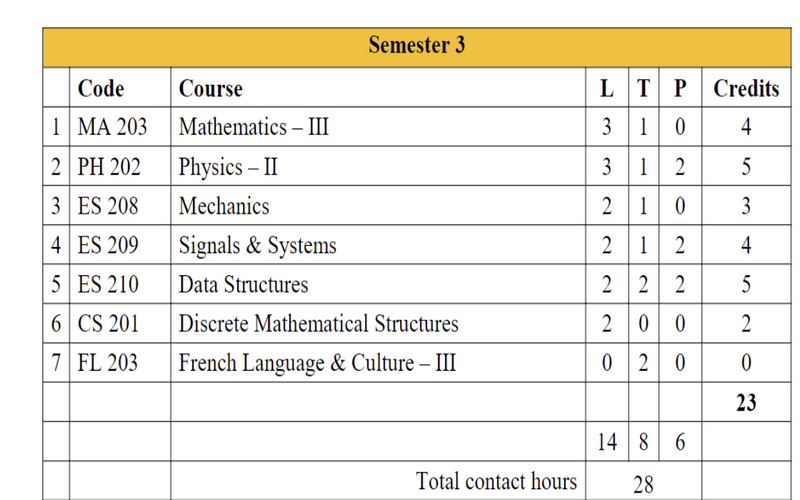 Semester 3
Code Course L T P Credits
1 MA 203 Mathematics – III 3 1 0 4
2 PH 202 Physics – II 3 1 2 5
3 ES 208 Mechanics 2 1 0 3
4 ES 209 Signals & Systems 2 1 2 4
5 ES 210 Data Structures 2 2 2 5
6 CS 201 Discrete Mathematical Structures 2 0 0 2
7 FL 203 French Language & Culture – III 0 2 0 0
23
14 8 6
Total contact hours 28